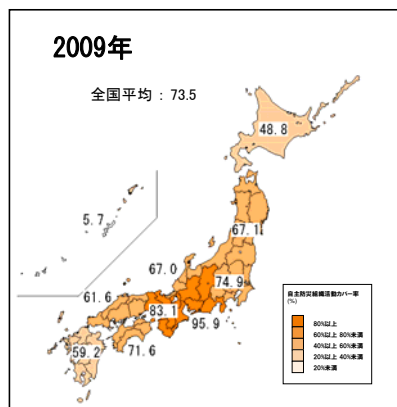 2009年
全国平均 : 73.5
48.8
5.7
67.1
67.0
74.9
61.6
83.1
95.9
59.2
71.6
自主防災組織活動カバー率
(%)
80%以上
60%以上 80%未満
40%以上 60%未満
20%以上 40%未満
20%未満